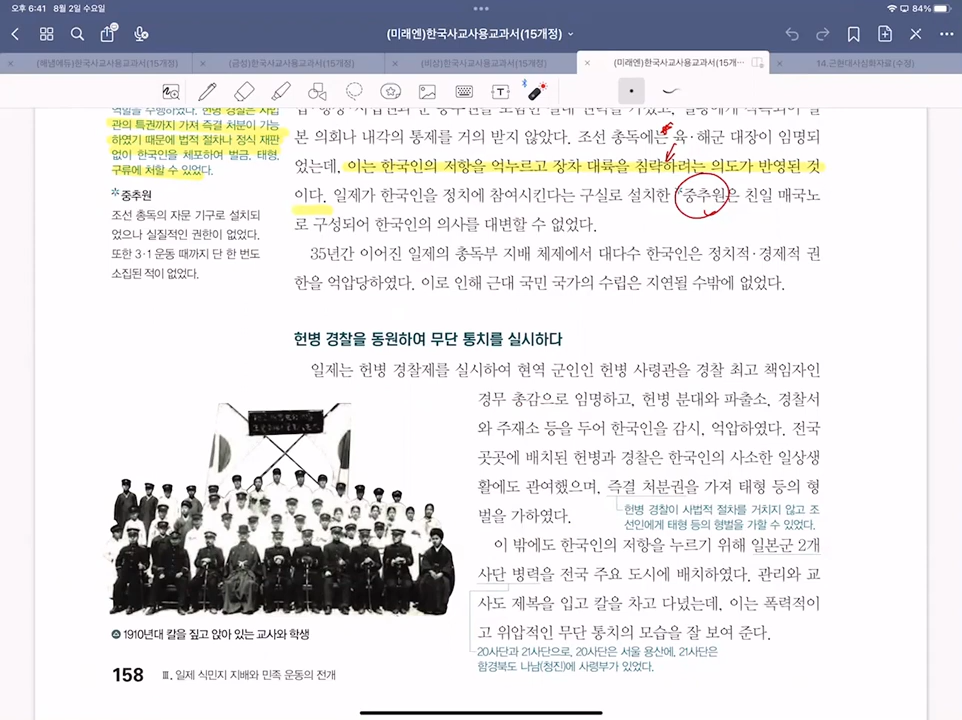 오후 6:41 8월 2일 수요일
84%
(미래엔)한국사교사용교과서(15개정)
(해냉에듀)한국사교사용교과서(15개정)
(금성)한국사교사용교과서(15개정)
(비상)한국사교사용교과서(15개정)
(미래엔)한국사교사용교과서(15개…
14.근현대사심화자료(수정)
관의 특권까지 가져 즉결 처분이 가능
하였기 때문에 법적 절차나 정식 재판
없이 한국인을 체포하여 벌금, 태형,
구류에 처할 수 있었다.
*중추원
조선 총독의 자문 기구로 설치되
었으나 실질적인 권한이 없었다.
또한 3·1 운동 때까지 단 한 번도
소집된 적이 없었다.
본 의회나 내각의 통제를 거의 받지 않았다. 조선 총독에는 육·해군 대장이 임명되
었는데, 이는 한국인의 저항을 억누르고 장차 대륙을 침략하려는 의도가 반영된 것
이다. 일제가 한국인을 정치에 참여시킨다는 구실로 설치한 *중추원은 친일 매국노
로 구성되어 한국인의 의사를 대변할 수 없었다.
35년간 이어진 일제의 총독부 지배 체제에서 대다수 한국인은 정치적·경제적 권
한을 억압당하였다. 이로 인해 근대 국민 국가의 수립은 지연될 수밖에 없었다.
헌병 경찰을 동원하여 무단 통치를 실시하다
일제는 헌병 경찰제를 실시하여 현역 군인인 헌병 사령관을 경찰 최고 책임자인
경무 총감으로 임명하고, 헌병 분대와 파출소, 경찰서
와 주재소 등을 두어 한국인을 감시, 억압하였다. 전국
곳곳에 배치된 헌병과 경찰은 한국인의 사소한 일상생
활에도 관여했으며, 즉결 처분권을 가져 태형 등의 형
벌을 가하였다.
헌병 경찰이 사법적 절차를 거치지 않고 조
선인에게 태형 등의 형벌을 가할 수 있었다.
이 밖에도 한국인의 저항을 누르기 위해 일본군 2개
사단 병력을 전국 주요 도시에 배치하였다. 관리와 교
사도 제복을 입고 칼을 차고 다녔는데, 이는 폭력적이
고 위압적인 무단 통치의 모습을 잘 보여 준다.
20사단과 21사단으로, 20사단은 서울 용산에, 21사단은
함경북도 나남(청진)에 사령부가 있었다.
1910년대 칼을 짚고 앉아 있는 교사와 학생
158 Ⅲ. 일제 식민지 지배와 민족 운동의 전개